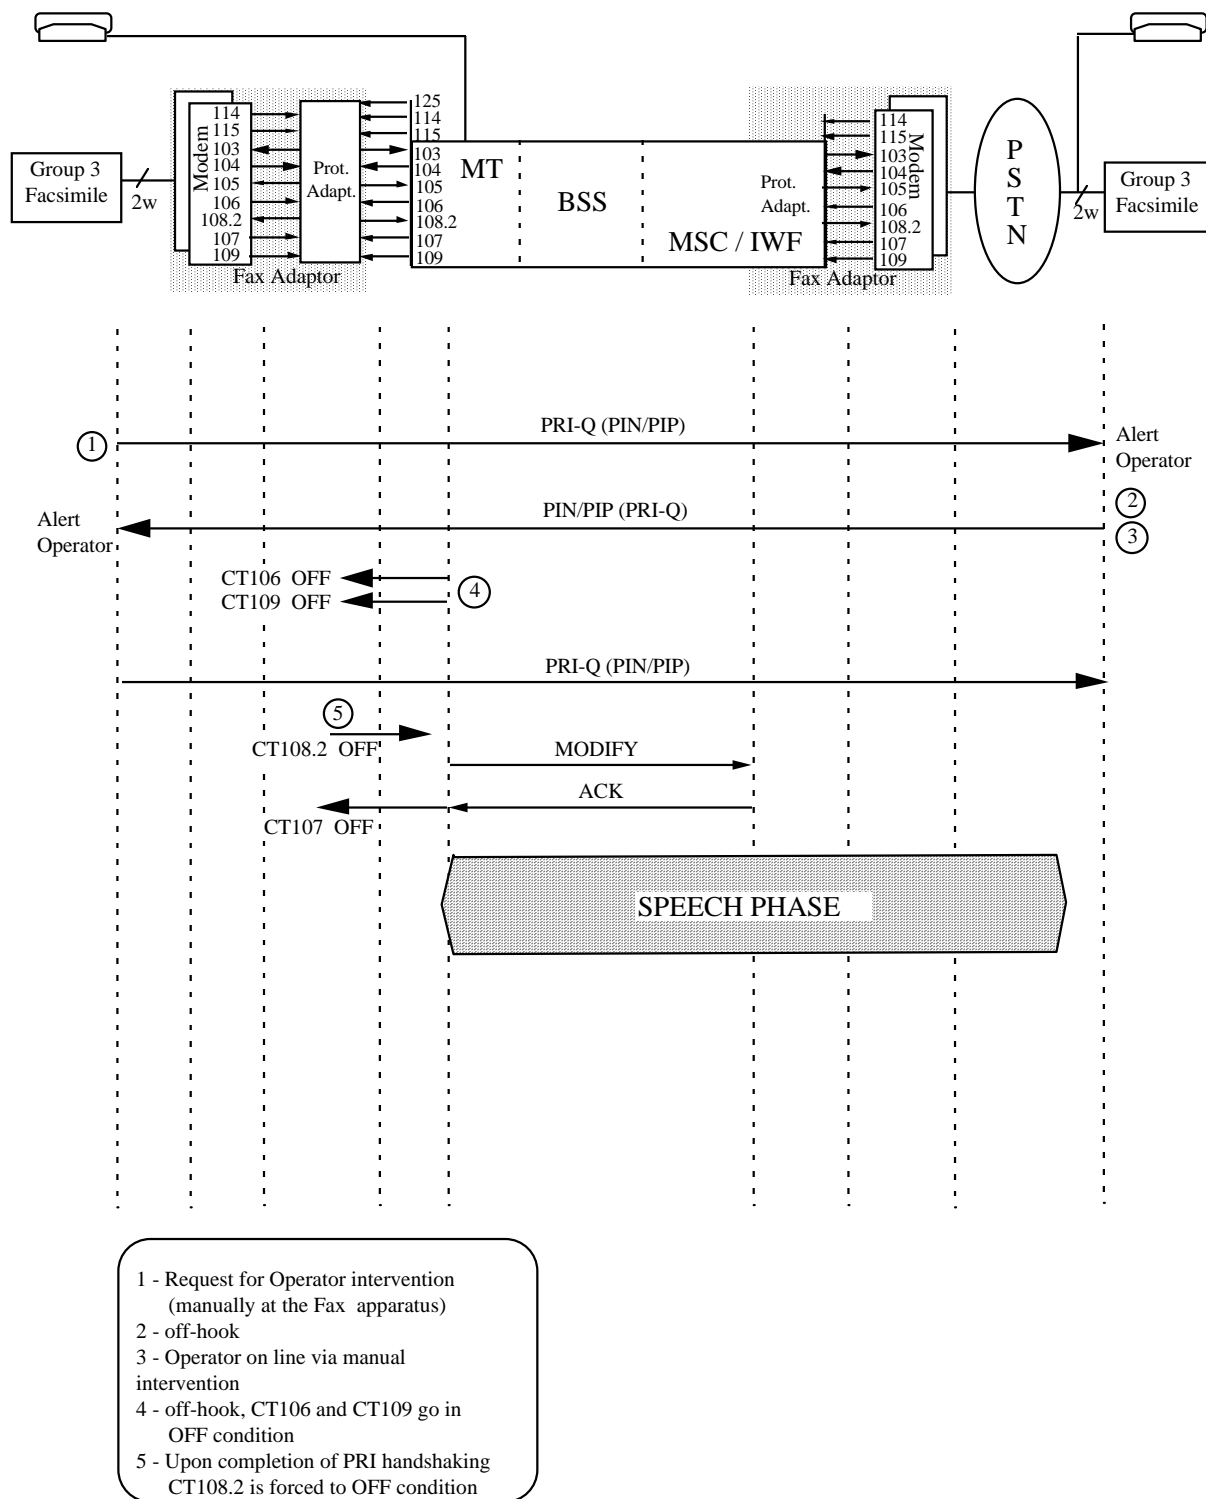 125
114
114
114
115
115
115
103
103
103
104
104
104
105
105
105
106
106
106
108.2
108.2
108.2
107
107
107
109
109
109
Group 3
Facsimile
2w
Modem
Prot.
Adapt.
MT
BSS
MSC / IWF
Prot.
Adapt.
Modem
PSTN
2w
Group 3
Facsimile
Fax Adaptor
Fax Adaptor
1
PRI-Q (PIN/PIP)
Alert
Operator
2
Alert
Operator
PIN/PIP (PRI-Q)
3
CT106 OFF
CT109 OFF
4
PRI-Q (PIN/PIP)
5
CT108.2 OFF
MODIFY
ACK
CT107 OFF
SPEECH PHASE
1 - Request for Operator intervention
(manually at the Fax apparatus)
2 - off-hook
3 - Operator on line via manual
intervention
4 - off-hook, CT106 and CT109 go in
OFF condition
5 - Upon completion of PRI handshaking
CT108.2 is forced to OFF condition